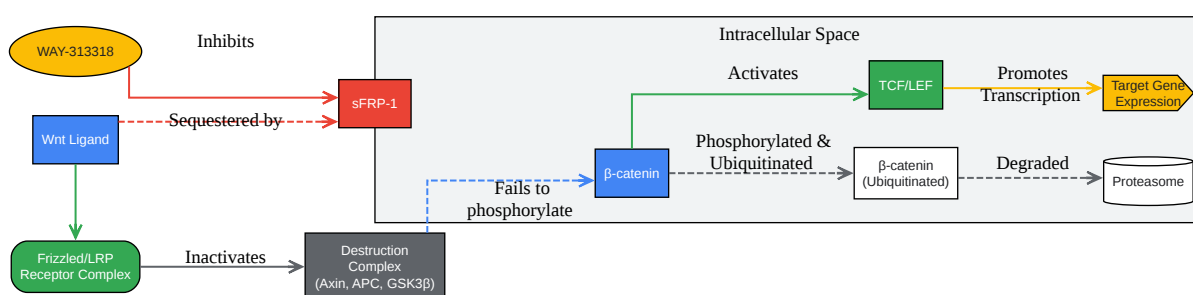 Intracellular Space
WAY-313318
Inhibits
sFRP-1
Sequestered by
Wnt Ligand
Frizzled/LRP
Receptor Complex
Inactivates
Destruction
Complex
(Axin, APC, GSK3β)
Fails to
phosphorylate
β-catenin
Activates
TCF/LEF
Promotes
Transcription
Target Gene
Expression
Phosphorylated &
Ubiquitinated
β-catenin
(Ubiquitinated)
Degraded
Proteasome